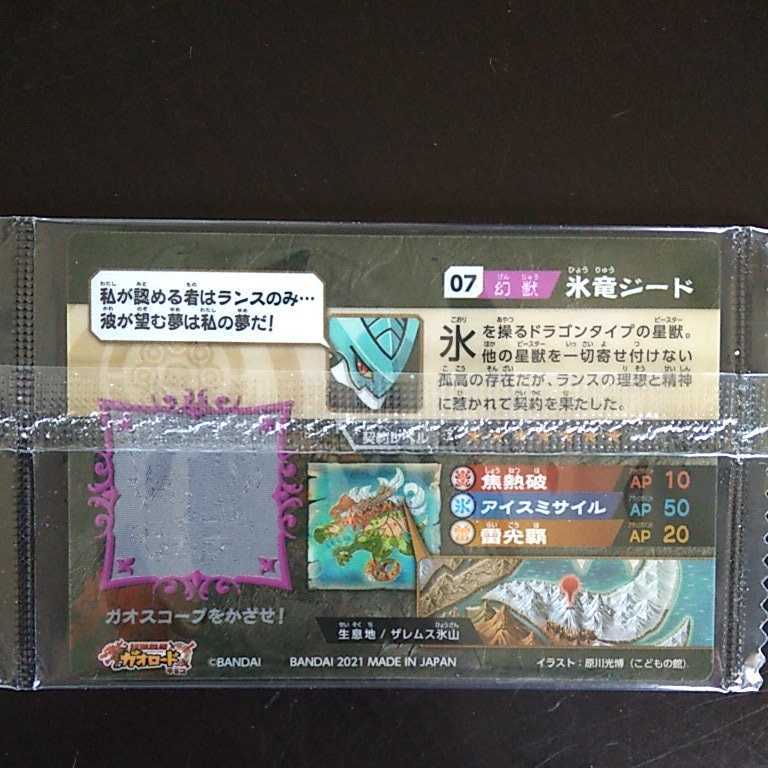 私が認める者はランスのみ…
彼が望む夢は私の夢だ!
07 幻獣 氷竜ジード
氷を操るドラゴンタイプの星獣。
他の星獣を一切寄せ付けない
孤高の存在だが、ランスの理想と精神
に惹かれて契約を果たした。
契約レベル ★★★★★★★
焦熱破 AP 10
氷 アイスミサイル AP 50
雷光覇 AP 20
ガオスコープをかざせ!
生息地 / ザレムス氷山
ガオロード
©BANDAI BANDAI 2021 MADE IN JAPAN
イラスト:原川光博(こどもの館)